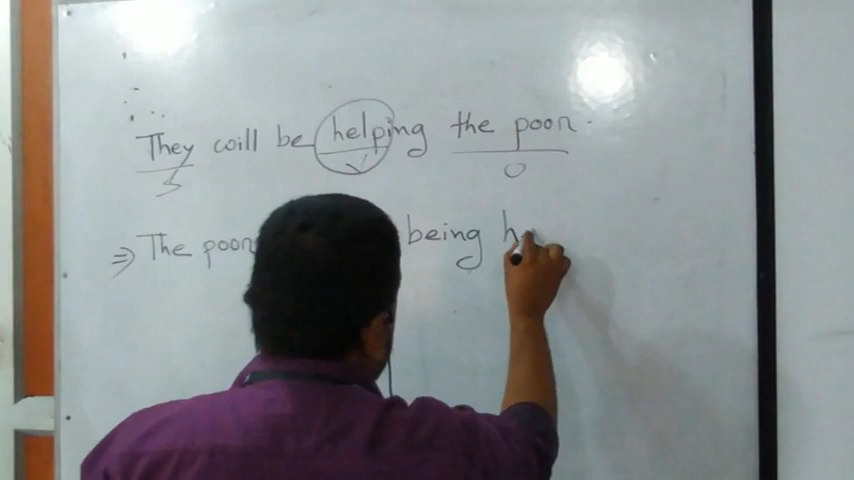 They will be helping the poor.
S V O
⇒ The poor being h